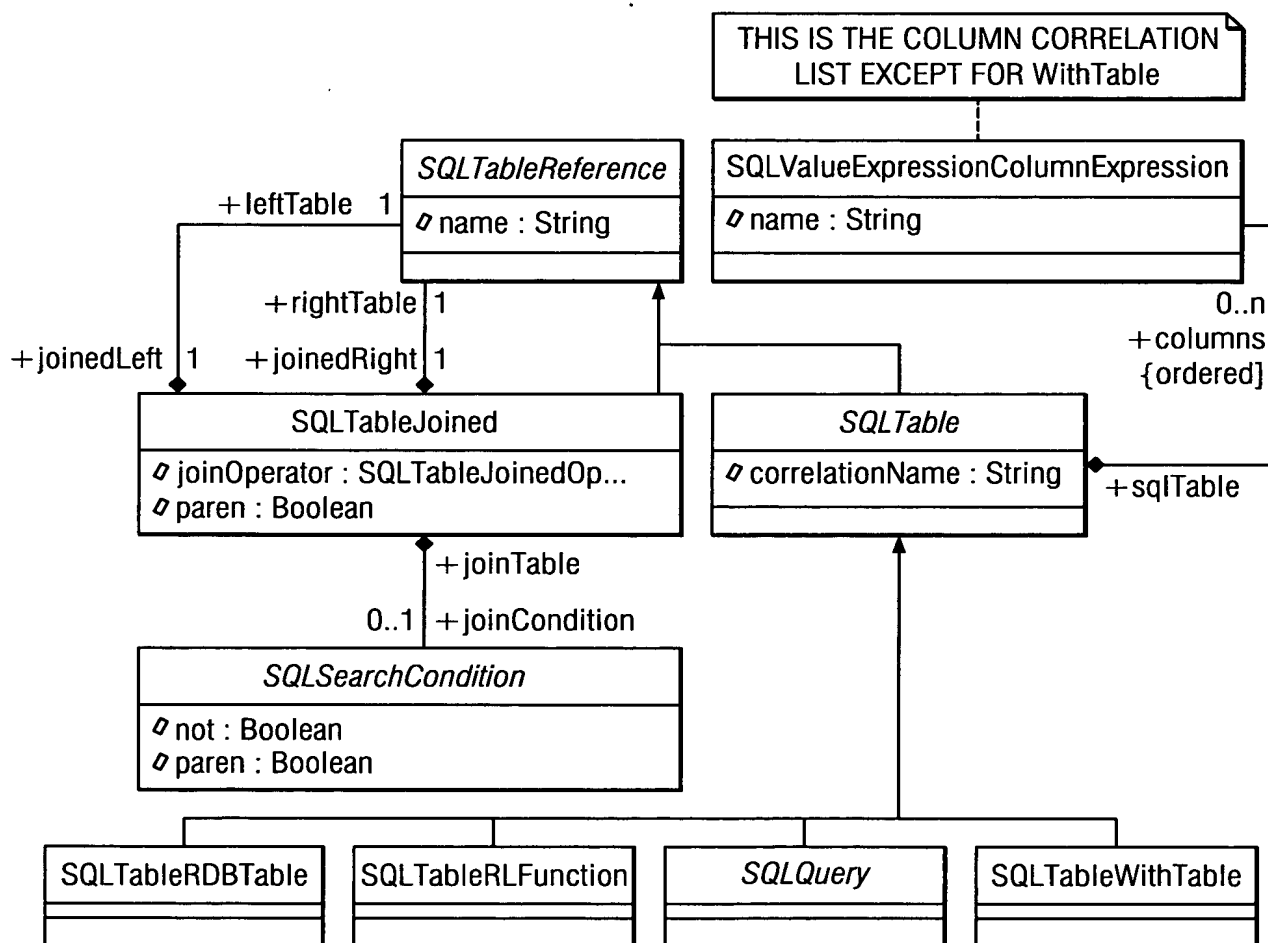 THIS IS THE COLUMN CORRELATION
LIST EXCEPT FOR WithTable
SQLTableReference
name : String
SQLValueExpressionColumnExpression
name : String
+leftTable 1
+rightTable 1
+joinedLeft 1
+joinedRight 1
0..n
+columns
{ordered]
SQLTableJoined
joinOperator : SQLTableJoinedOp...
paren : Boolean
SQLTable
correlationName : String
+sqlTable
+joinTable
0..1 +joinCondition
SQLSearchCondition
not : Boolean
paren : Boolean
SQLTableRDBTable
SQLTableRLFunction
SQLQuery
SQLTableWithTable